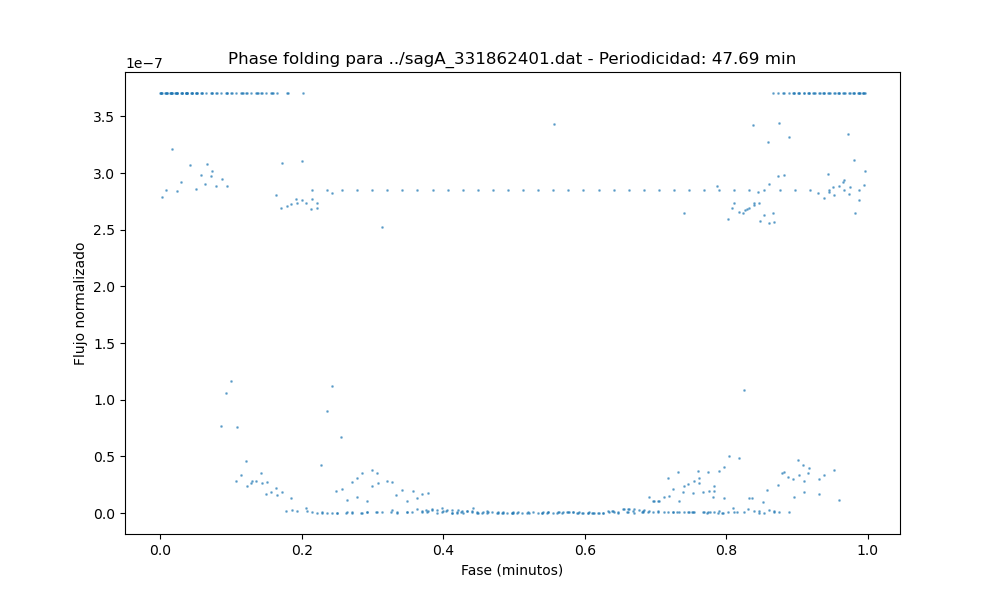 Phase folding para ../sagA_331862401.dat - Periodicidad: 47.69 min
1e−7
3.5
3.0
2.5
2.0
1.5
1.0
0.5
0.0
Flujo normalizado
0.0 0.2 0.4 0.6 0.8 1.0
Fase (minutos)